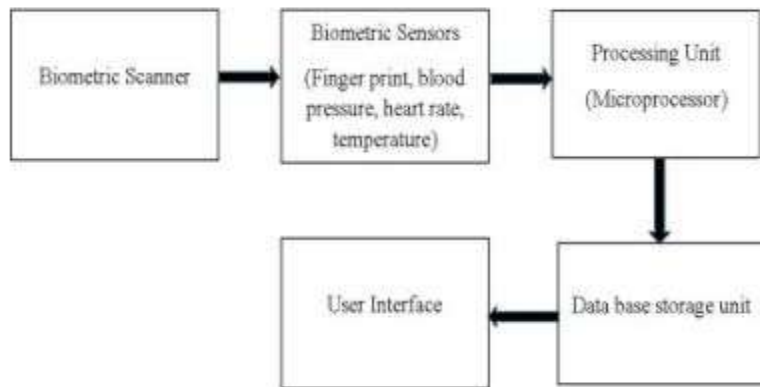 Biometric Scanner
Biometric Sensors
(Finger print, blood
pressure, heart rate,
temperature)
Processing Unit
(Microprocessor)
User Interface
Data base storage unit